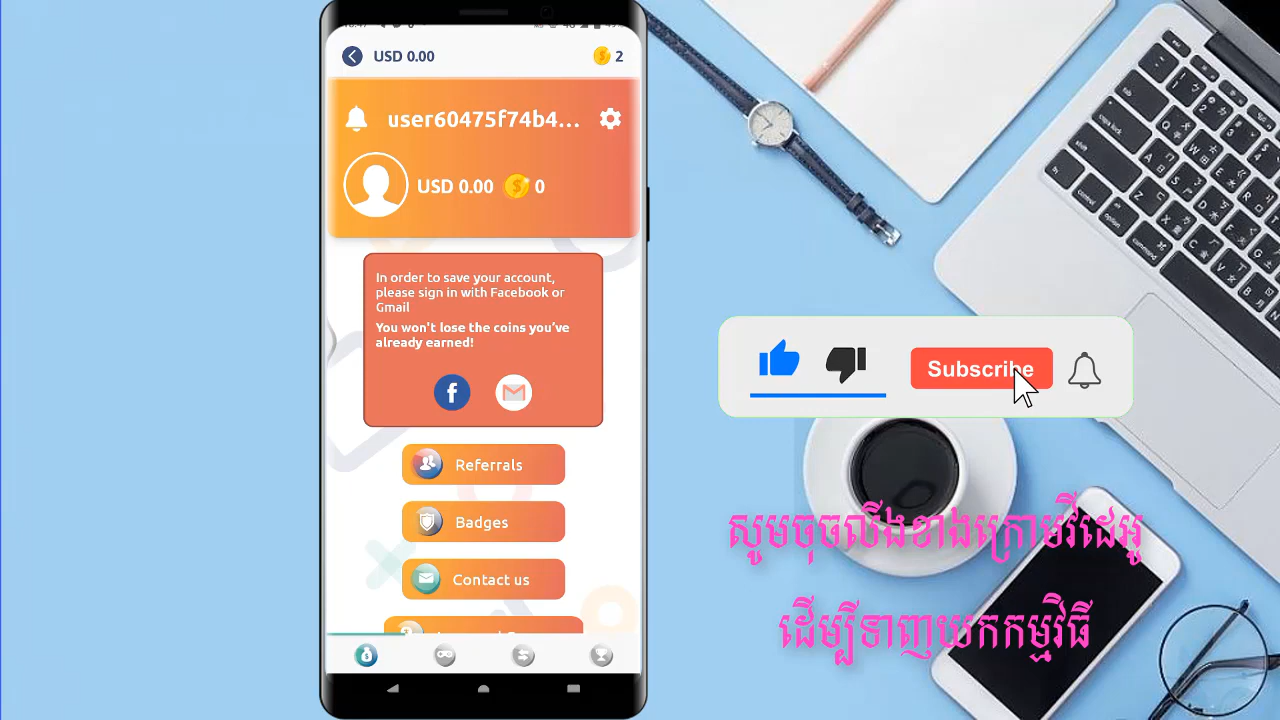 USD 0.00
2
user60475f74b4...
USD 0.00
0
In order to save your account,
please sign in with Facebook or
Gmail
You won't lose the coins you've
already earned!
Referrals
Badges
Contact us
Subscribe
សូមចុចលីងខាងក្រោមវីដេអូ
ដើម្បីទាញយកកម្មវិធី